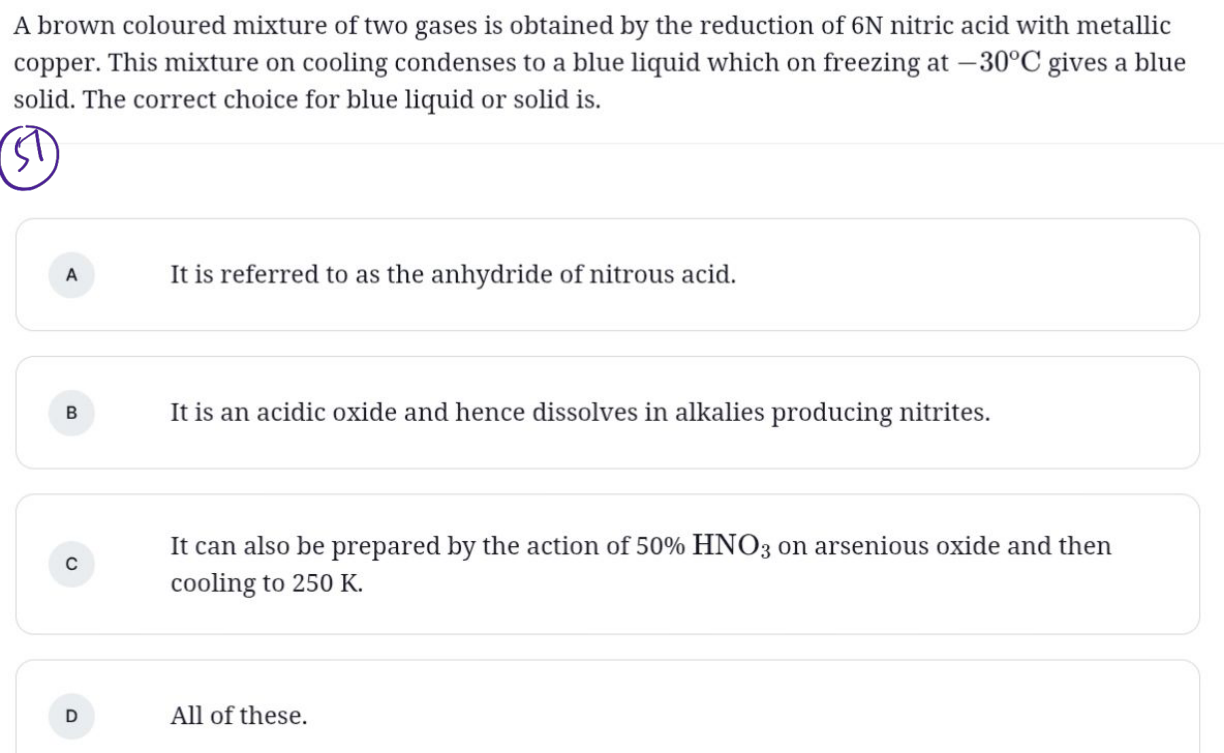 A brown coloured mixture of two gases is obtained by the reduction of 6N nitric acid with metallic
copper. This mixture on cooling condenses to a blue liquid which on freezing at −30°C gives a blue
solid. The correct choice for blue liquid or solid is.
51
A It is referred to as the anhydride of nitrous acid.
B It is an acidic oxide and hence dissolves in alkalies producing nitrites.
C It can also be prepared by the action of 50% HNO₃ on arsenious oxide and then
cooling to 250 K.
D All of these.